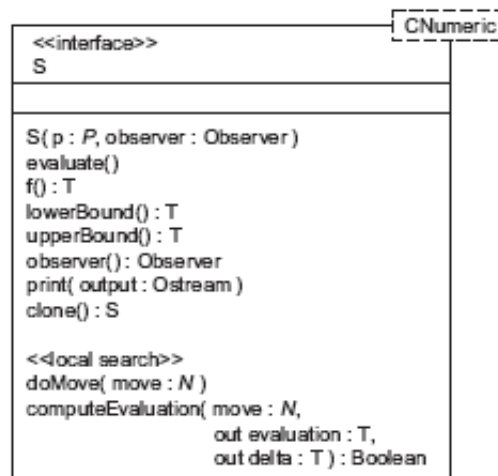 CNumeric
<<interface>>
S
S( p : P, observer : Observer )
evaluate()
f() : T
lowerBound() : T
upperBound() : T
observer() : Observer
print( output : Ostream )
clone() : S
<<local search>>
doMove( move : N )
computeEvaluation( move : N,
out evaluation : T,
out delta : T ) : Boolean